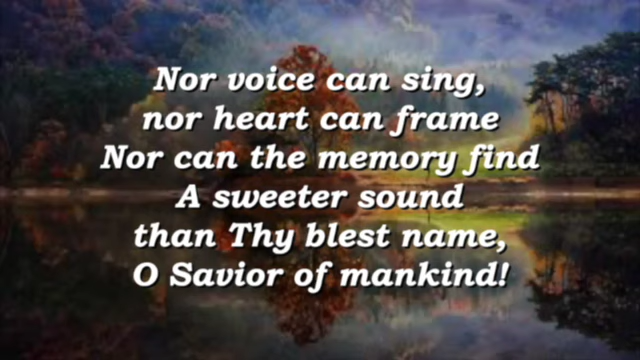 Nor voice can sing,
nor heart can frame
Nor can the memory find
A sweeter sound
than Thy blest name,
O Savior of mankind!